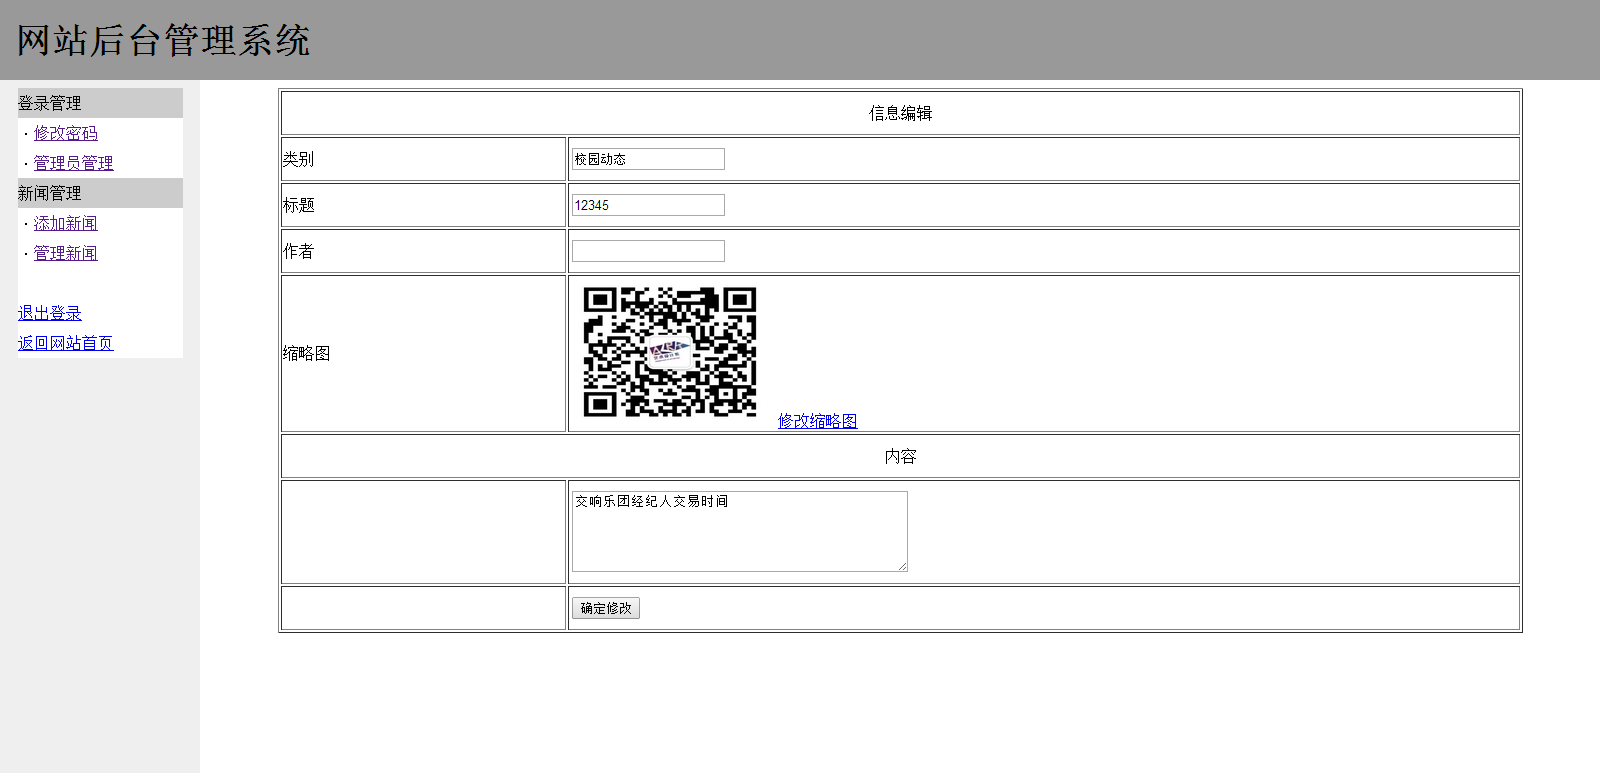 网站后台管理系统
登录管理
· 修改密码
· 管理员管理
新闻管理
· 添加新闻
· 管理新闻
退出登录
返回网站首页
信息编辑
类别
校园动态
标题
12345
作者
缩略图
修改缩略图
内容
交响乐团经纪人交易时间
确定修改